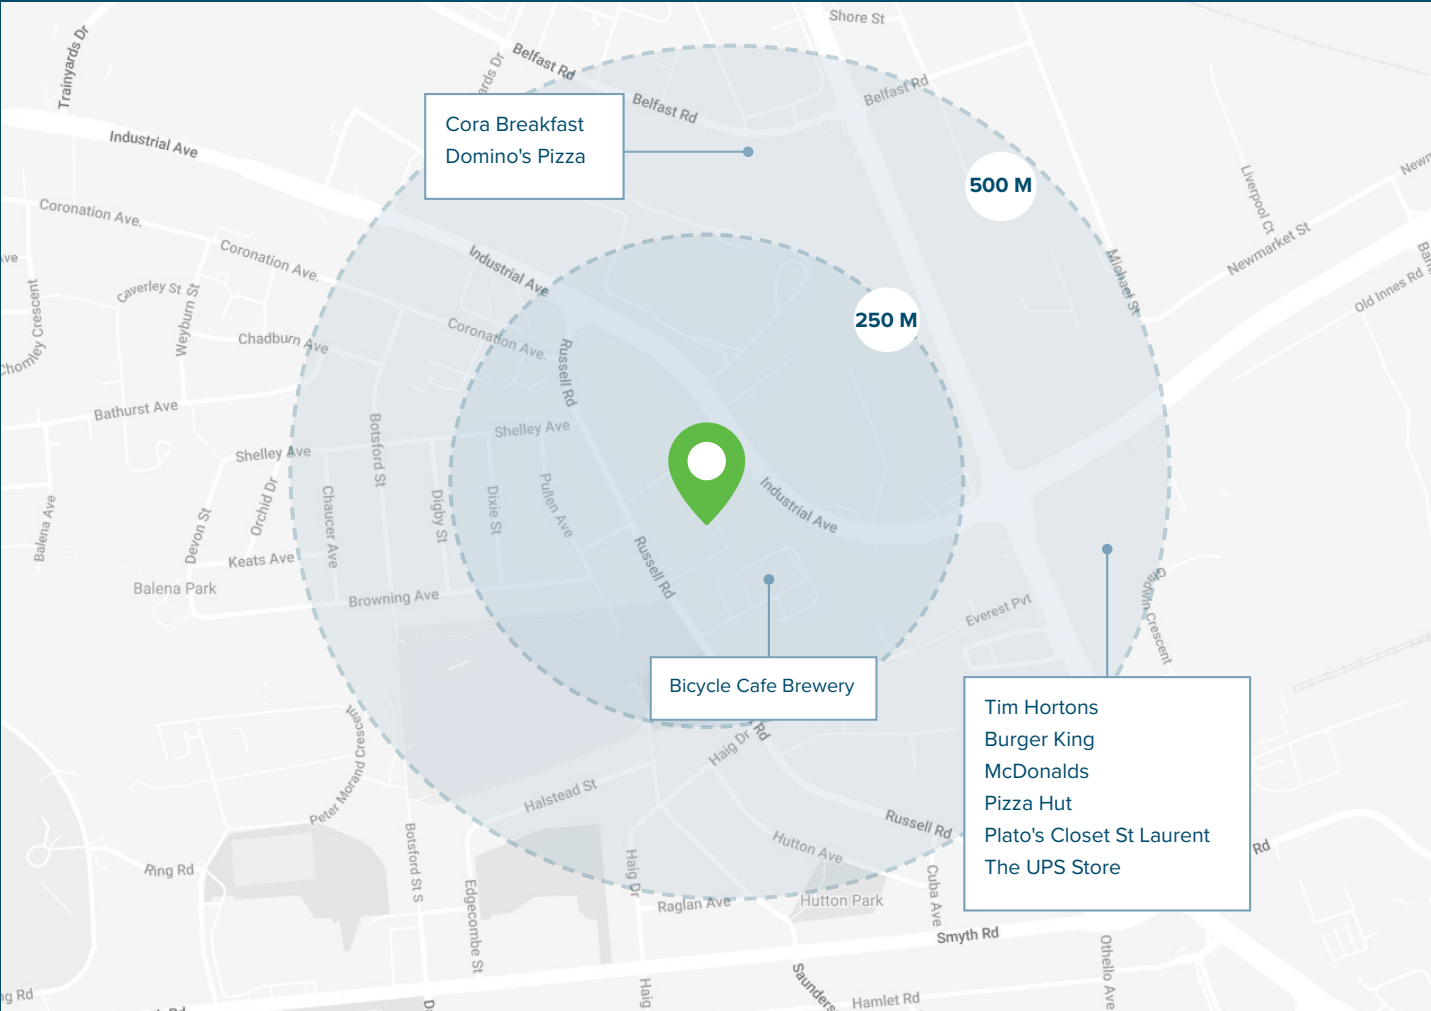 Shore St
Trainyards Dr
Belfast Rd
Belfast Rd
Belfast Rd
Industrial Ave
Cora Breakfast
Domino's Pizza
500 M
Liverpool Ct
Coronation Ave.
Coronation Ave.
Industrial Ave
Newmarket St
Michael St
Old Innes Rd
Caverley St
Weyburn St
Chomley Crescent
250 M
Chadburn Ave
Coronation Ave.
Russell Rd
Bathurst Ave
Botsford St
Shelley Ave
Shelley Ave
Industrial Ave
Orchid Dr
Devon St
Balena Ave
Chaucer Ave
Digby St
Dixie St
Pullen Ave
Keats Ave
Russell Rd
Balena Park
Browning Ave
Everest Pvt
Gladwin Crescent
Bicycle Cafe Brewery
Rd
Haig Dr
Tim Hortons
Burger King
McDonalds
Pizza Hut
Plato's Closet St Laurent
The UPS Store
Peter Morand Crescent
Halstead St
Russell Rd
Hutton Ave
Rd
Ring Rd
Botsford St S
Haig Dr
Edgecombe St
Raglan Ave
Hutton Park
Cuba Ave
Smyth Rd
Othello Ave
Saunders
Haig
Hamlet Rd